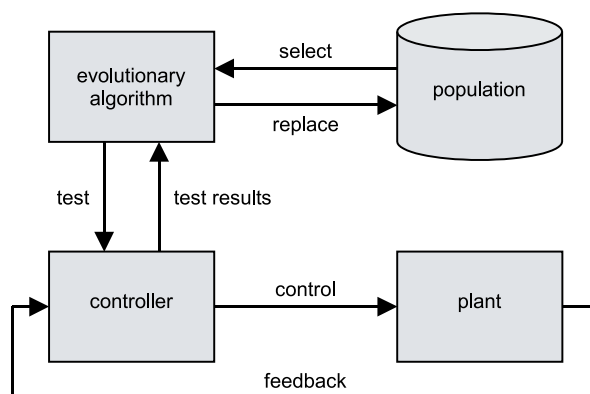 select
evolutionary
algorithm
population
replace
test
test results
controller
control
plant
feedback